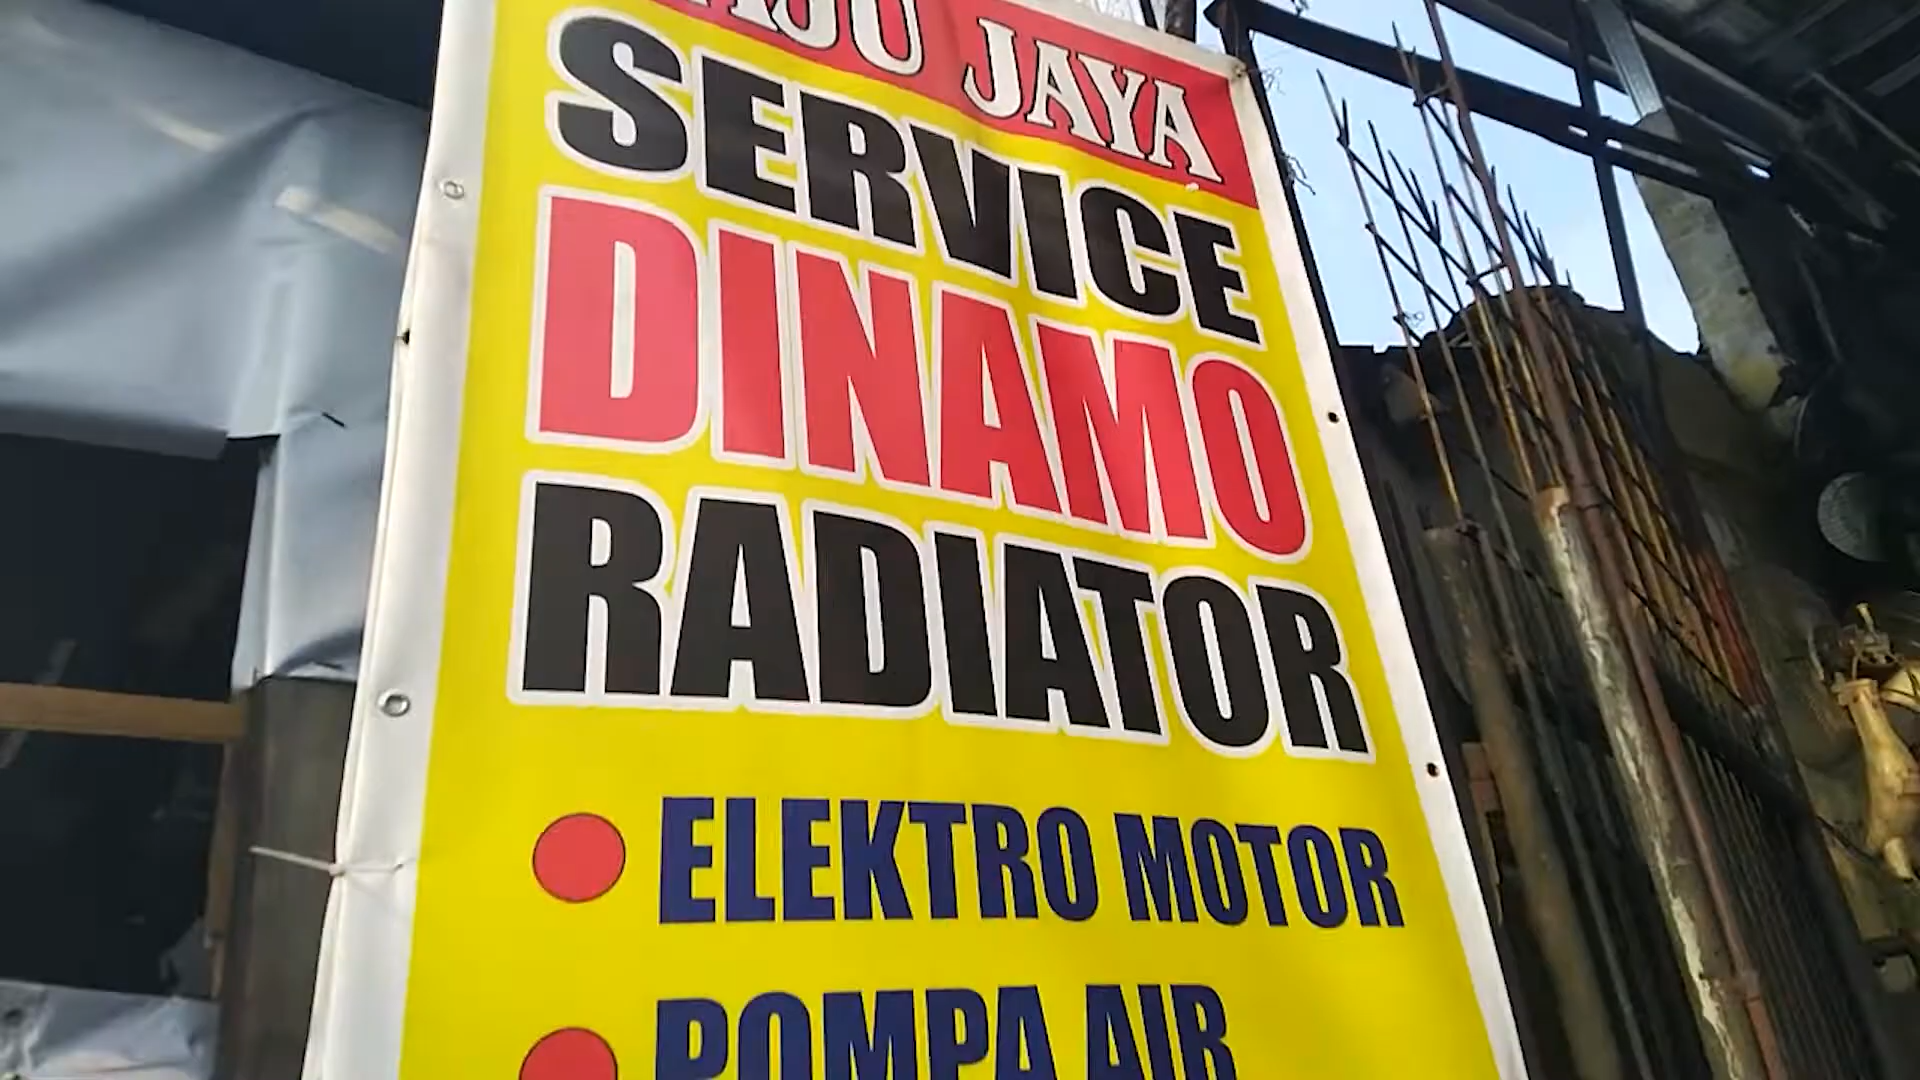 JAYA
SERVICE
DINAMO
RADIATOR
ELEKTRO MOTOR
POMPA AIR